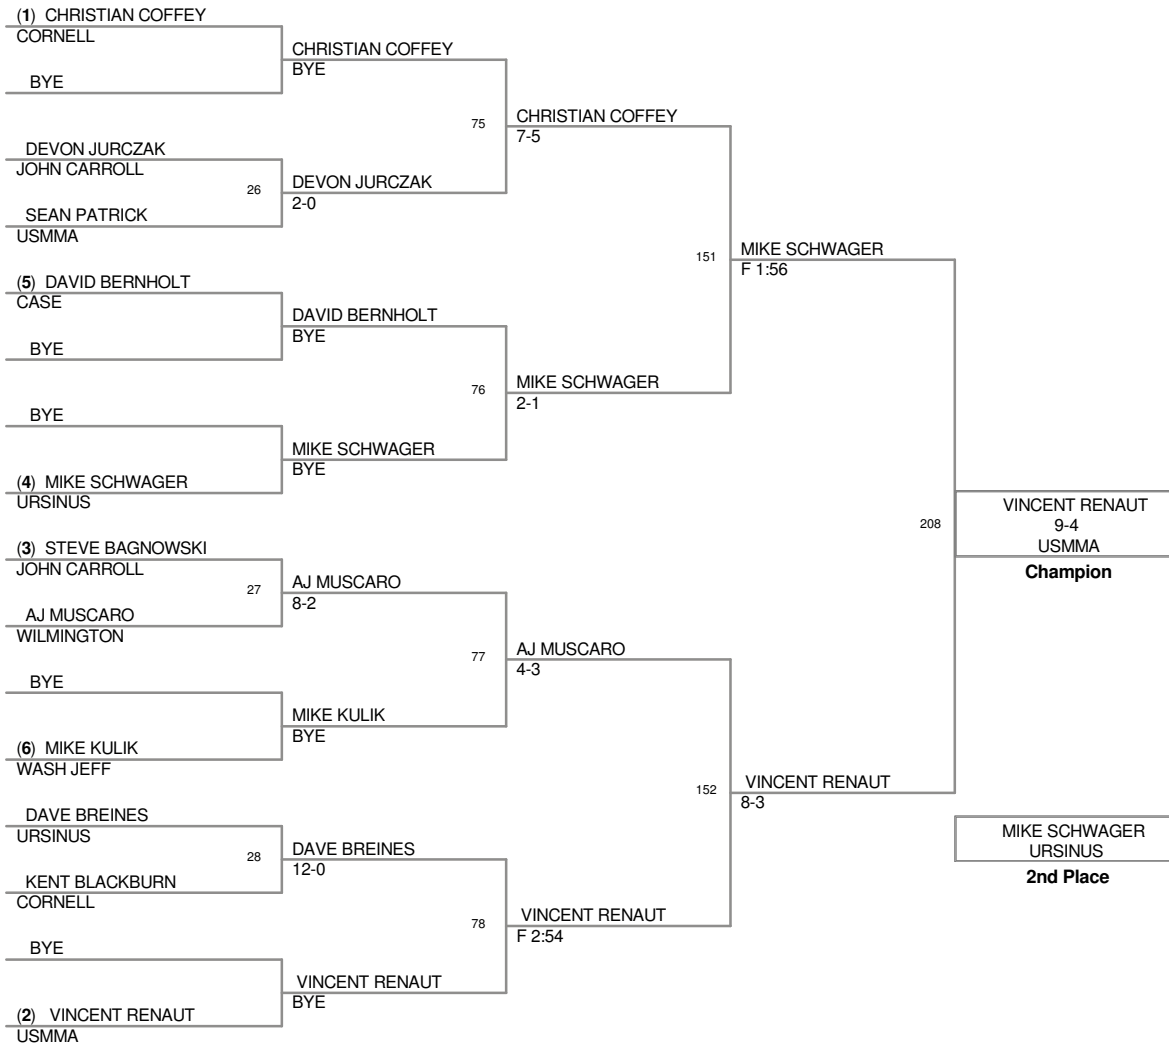 (1) CHRISTIAN COFFEY
CORNELL
BYE
DEVON JURCZAK
JOHN CARROLL
SEAN PATRICK
USMMA
(5) DAVID BERNHOLT
CASE
BYE
BYE
(4) MIKE SCHWAGER
URSINUS
(3) STEVE BAGNOWSKI
JOHN CARROLL
AJ MUSCARO
WILMINGTON
BYE
(6) MIKE KULIK
WASH JEFF
DAVE BREINES
URSINUS
KENT BLACKBURN
CORNELL
BYE
(2) VINCENT RENAUT
USMMA
CHRISTIAN COFFEY
BYE
26
DEVON JURCZAK
2-0
DAVID BERNHOLT
BYE
MIKE SCHWAGER
BYE
27
AJ MUSCARO
8-2
MIKE KULIK
BYE
28
DAVE BREINES
12-0
VINCENT RENAUT
BYE
75
CHRISTIAN COFFEY
7-5
76
MIKE SCHWAGER
2-1
77
AJ MUSCARO
4-3
78
VINCENT RENAUT
F 2:54
151
MIKE SCHWAGER
F 1:56
152
VINCENT RENAUT
8-3
208
VINCENT RENAUT
9-4
USMMA
Champion
MIKE SCHWAGER
URSINUS
2nd Place